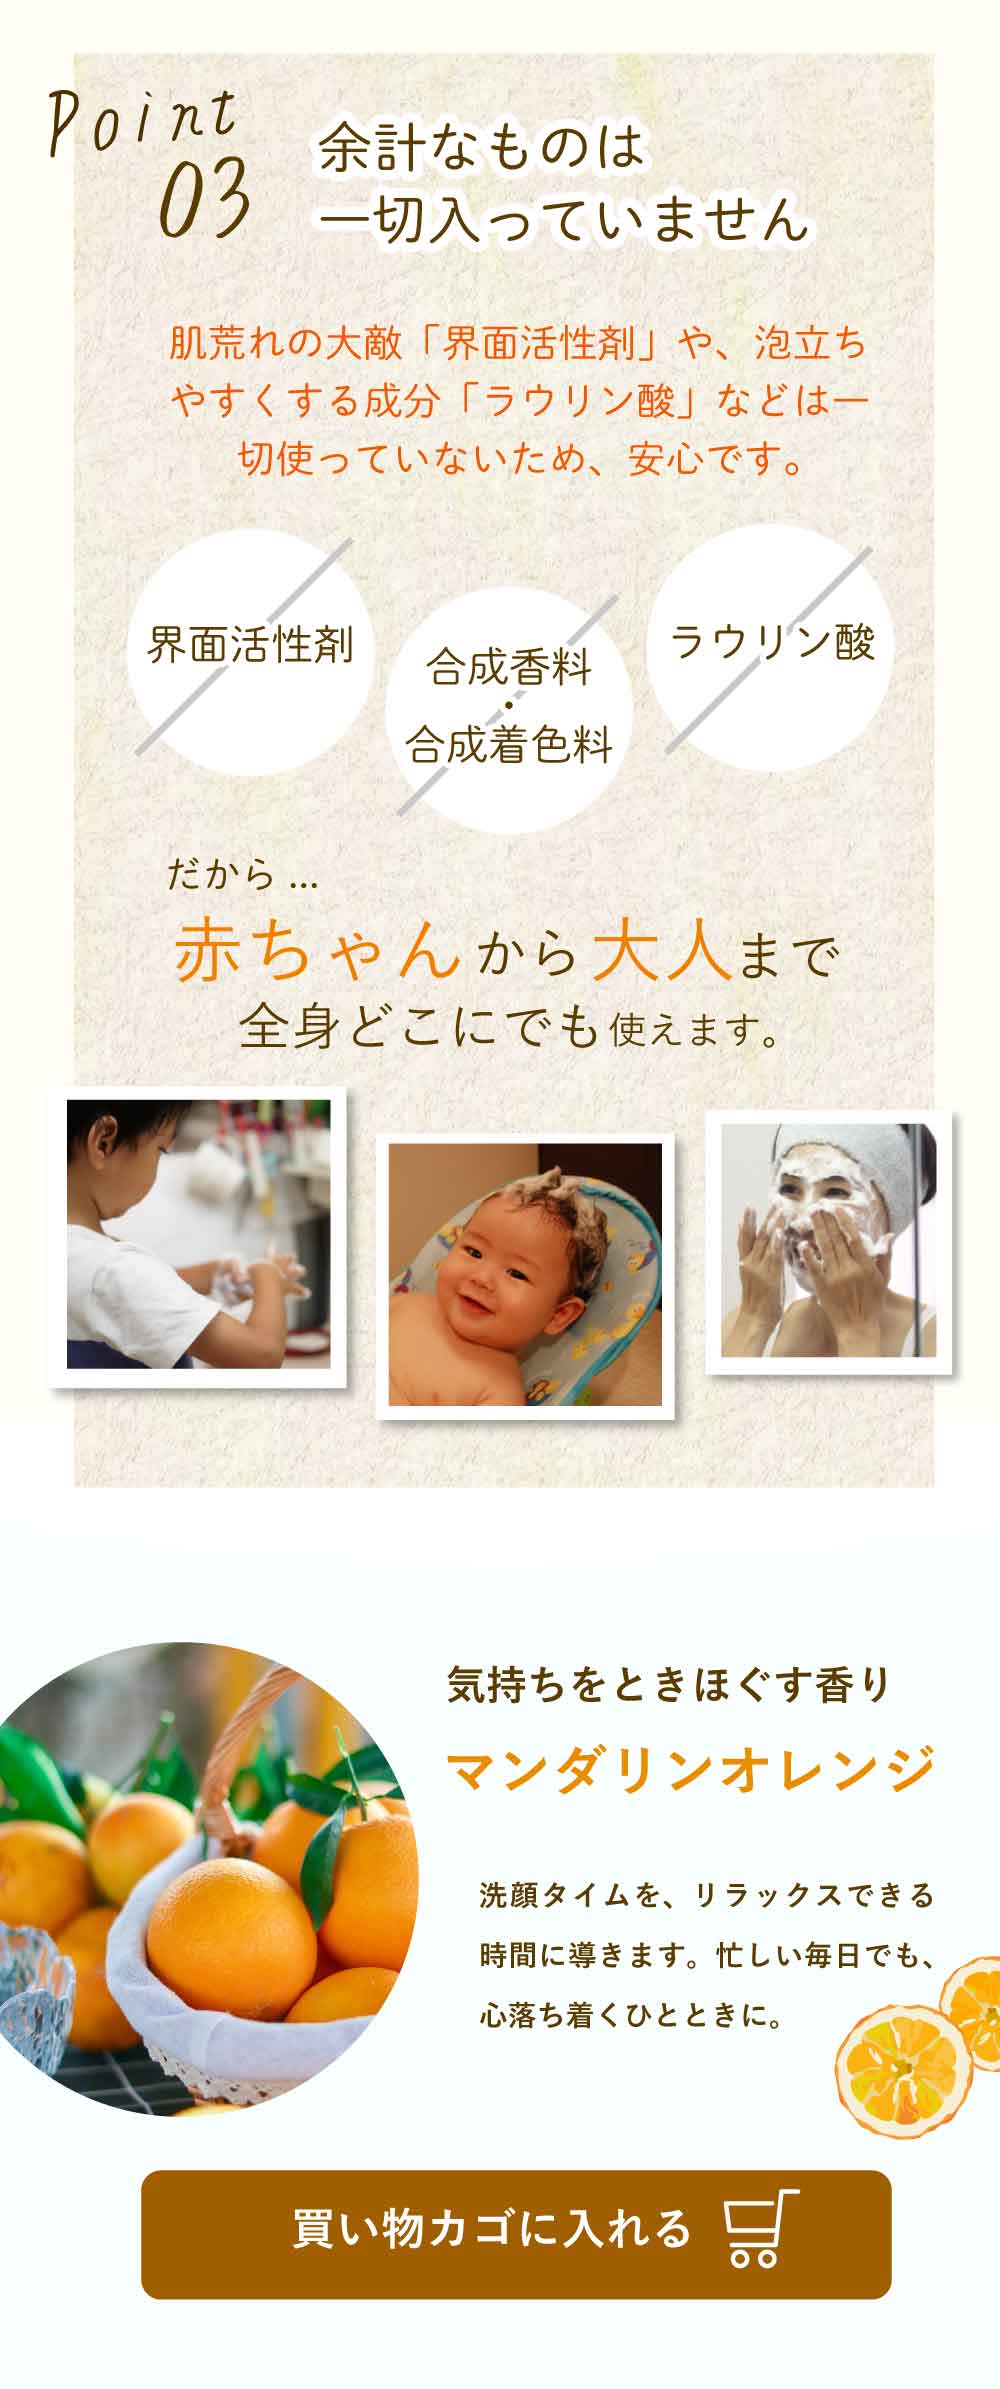 Point
03
余計なものは
一切入っていません
肌荒れの大敵「界面活性剤」や、泡立ち
やすくする成分「ラウリン酸」などは一
切使っていないため、安心です。
界面活性剤
合成香料
・
合成着色料
ラウリン酸
だから ...
赤ちゃんから大人まで
全身どこにでも使えます。
気持ちをときほぐす香り
マンダリンオレンジ
洗顔タイムを、リラックスできる
時間に導きます。忙しい毎日でも、
心落ち着くひとときに。
買い物カゴに入れる